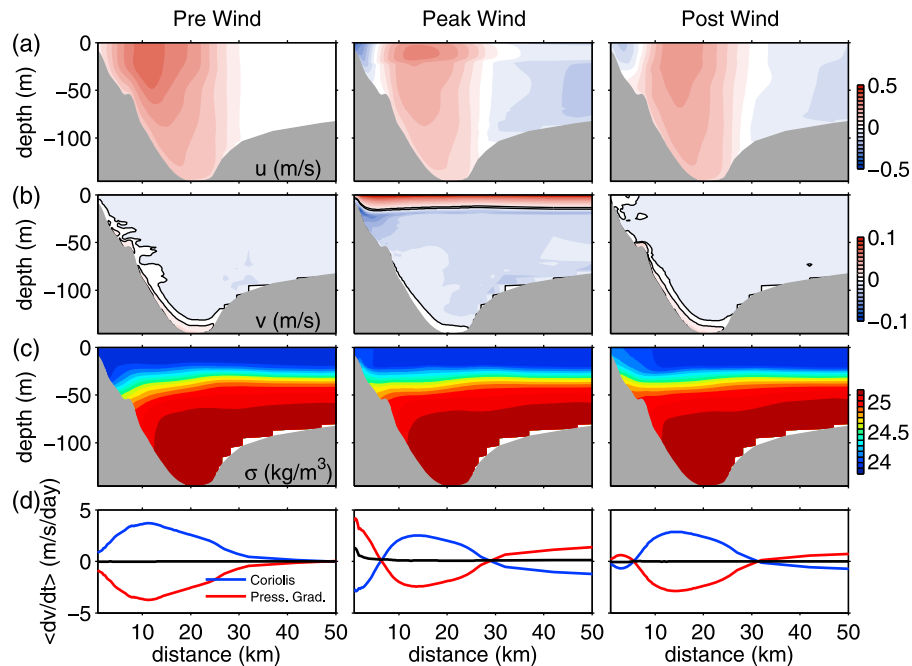 Pre Wind Peak Wind Post Wind
(a)
depth (m)
0
−50
−100
u (m/s)
0.5
0
−0.5
(b)
depth (m)
0
−50
−100
v (m/s)
0.1
0
−0.1
(c)
depth (m)
0
−50
−100
σ (kg/m³)
25
24.5
24
(d)
<dv/dt> (m/s/day)
5
0
−5
Coriolis
Press. Grad.
10 20 30 40 50 10 20 30 40 50 10 20 30 40 50
distance (km) distance (km) distance (km)